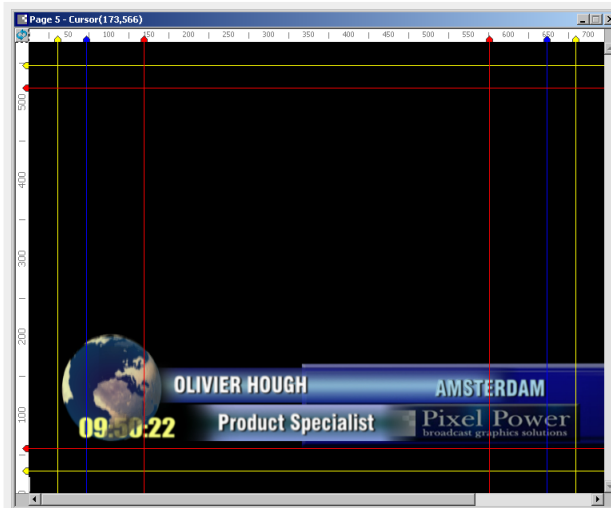 Page 5 - Cursor(173,566)
50 100 150 200 250 300 350 400 450 500 550 600 650 700
500
400
300
200
100
0
OLIVIER HOUGH
AMSTERDAM
09:50:22
Product Specialist
Pixel Power
broadcast graphics solutions